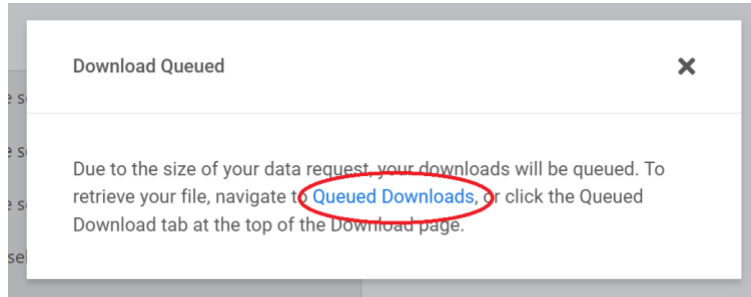 Download Queued
Due to the size of your data request, your downloads will be queued. To
retrieve your file, navigate to Queued Downloads, or click the Queued
Download tab at the top of the Download page.